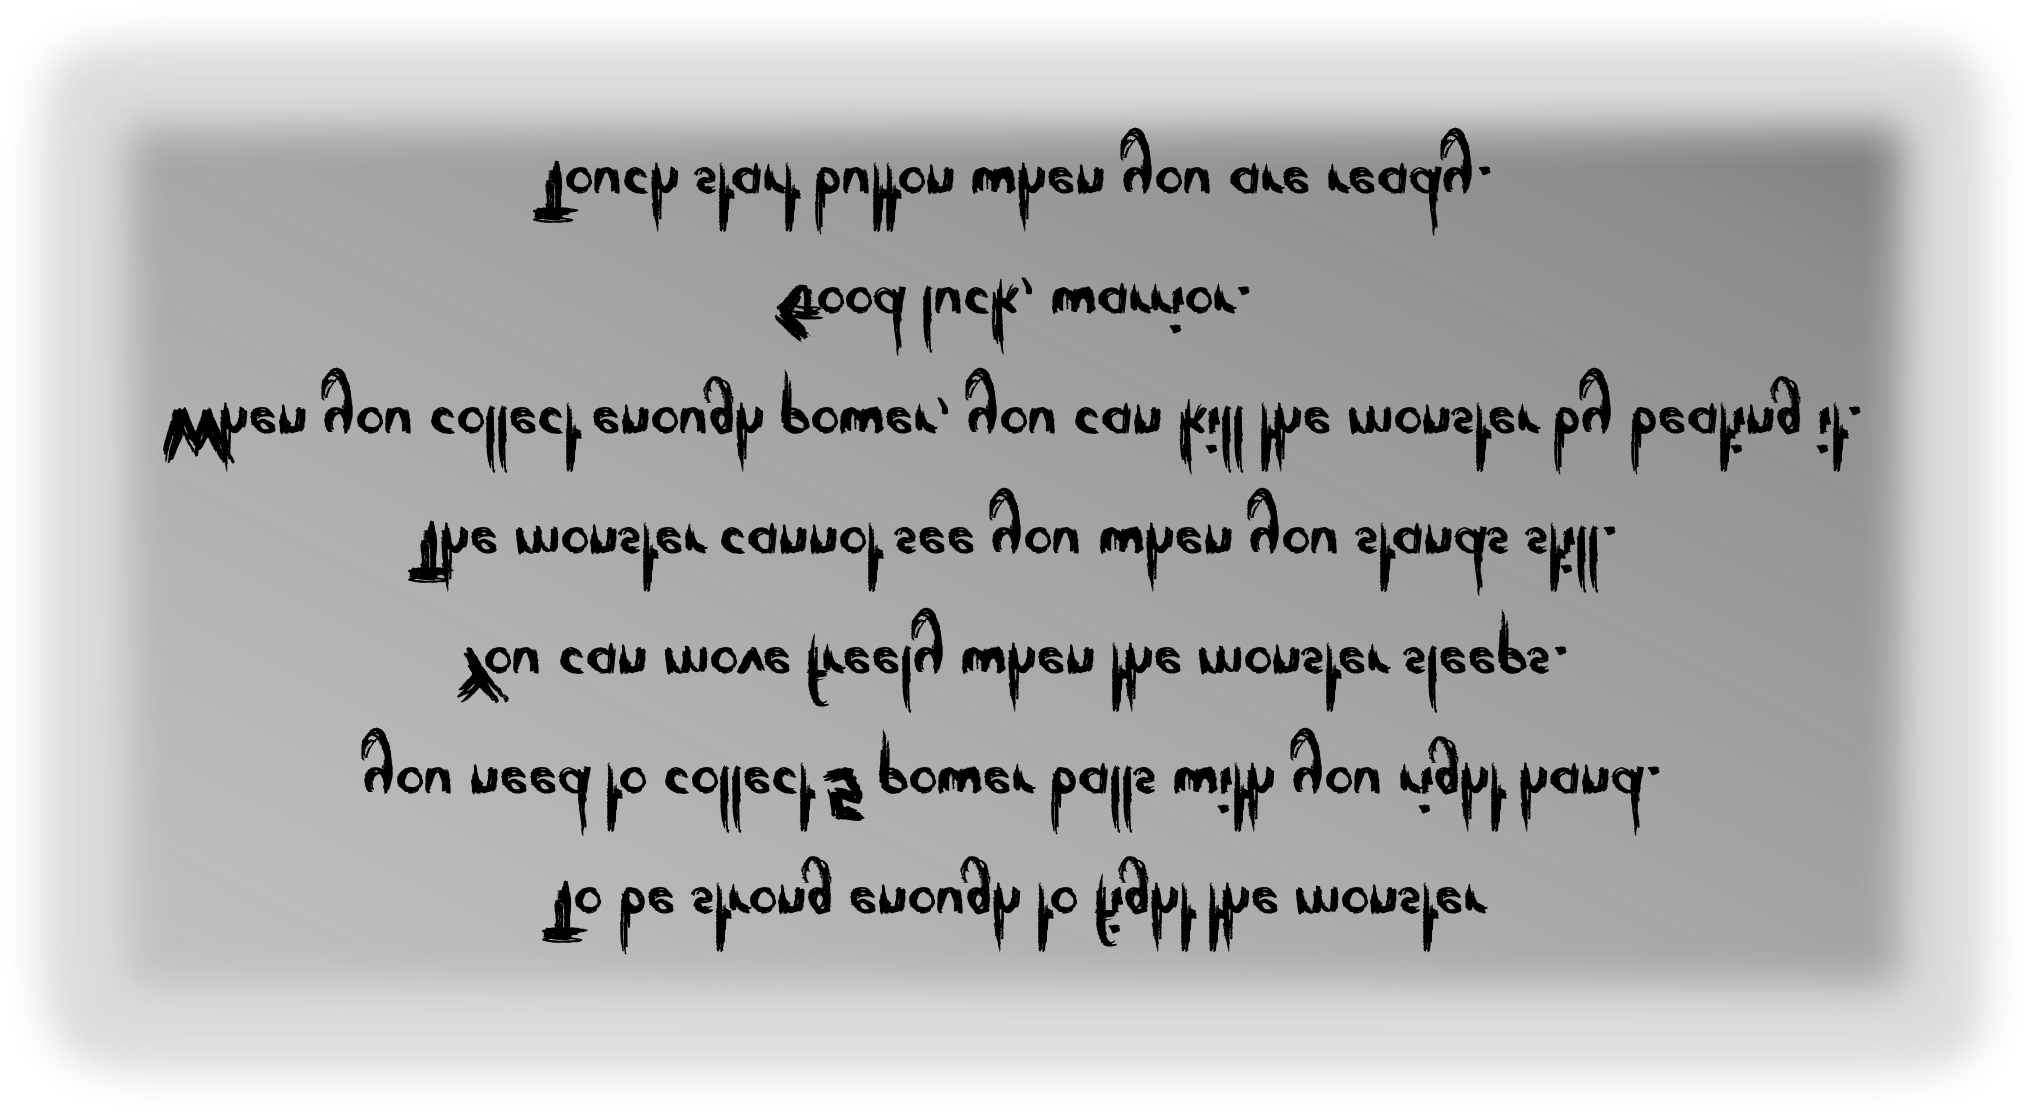 To be strong enough to fight the monster
you need to collect 5 power balls with you right hand.
You can move freely when the monster sleeps.
The monster cannot see you when you stands still.
When you collect enough power, you can kill the monster by beating it.
Good luck, warrior.
Touch start button when you are ready.